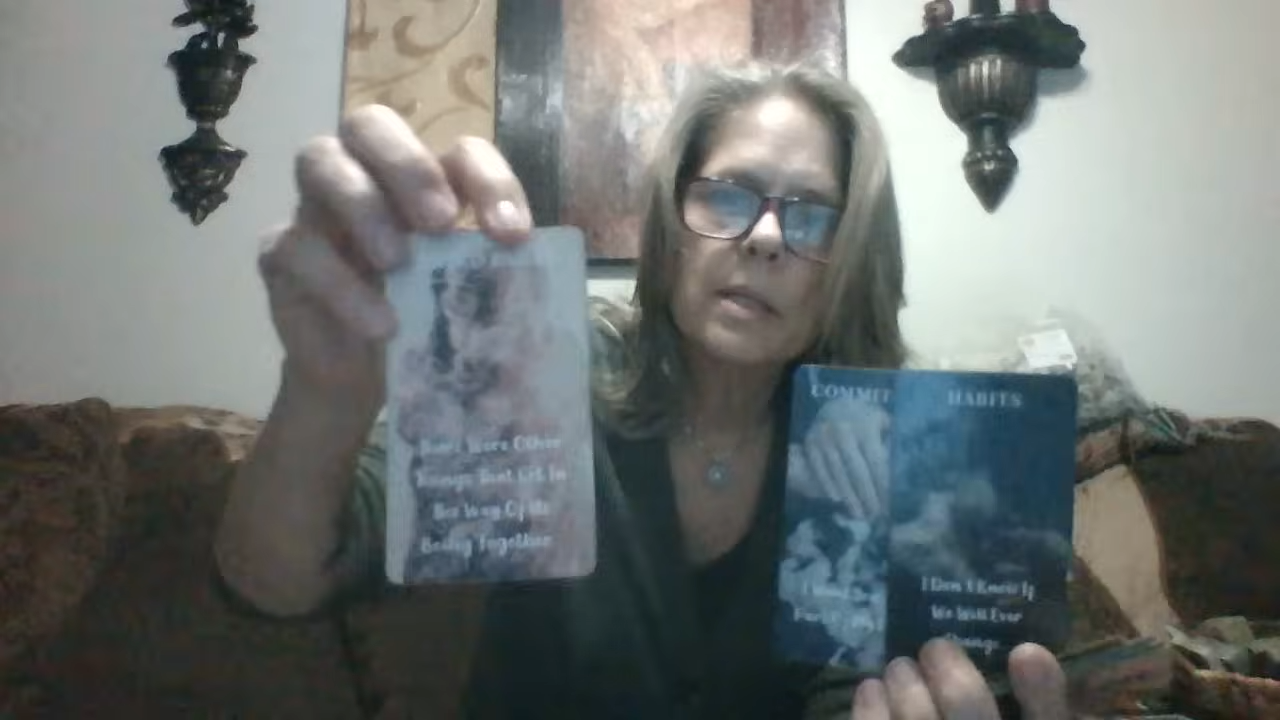 There Were Other
Things That Got In
The Way Of Us
Being Together
COMMIT
HABITS
I Don't Know If
We Will Ever
Change